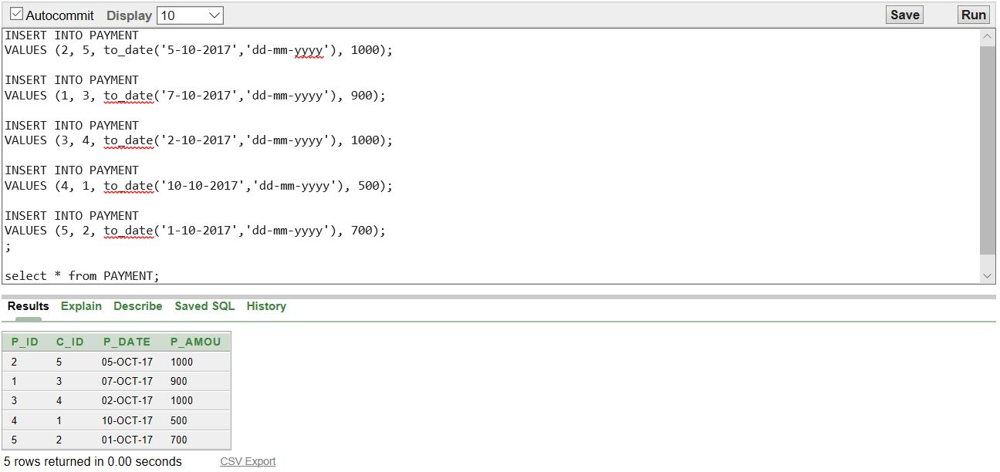 Autocommit Display 10 Save Run
INSERT INTO PAYMENT
VALUES (2, 5, to_date('5-10-2017','dd-mm-yyyy'), 1000);
INSERT INTO PAYMENT
VALUES (1, 3, to_date('7-10-2017','dd-mm-yyyy'), 900);
INSERT INTO PAYMENT
VALUES (3, 4, to_date('2-10-2017','dd-mm-yyyy'), 1000);
INSERT INTO PAYMENT
VALUES (4, 1, to_date('10-10-2017','dd-mm-yyyy'), 500);
INSERT INTO PAYMENT
VALUES (5, 2, to_date('1-10-2017','dd-mm-yyyy'), 700);
;
select * from PAYMENT;
Results Explain Describe Saved SQL History
P_ID C_ID P_DATE P_AMOU
2 5 05-OCT-17 1000
1 3 07-OCT-17 900
3 4 02-OCT-17 1000
4 1 10-OCT-17 500
5 2 01-OCT-17 700
5 rows returned in 0.00 seconds CSV Export